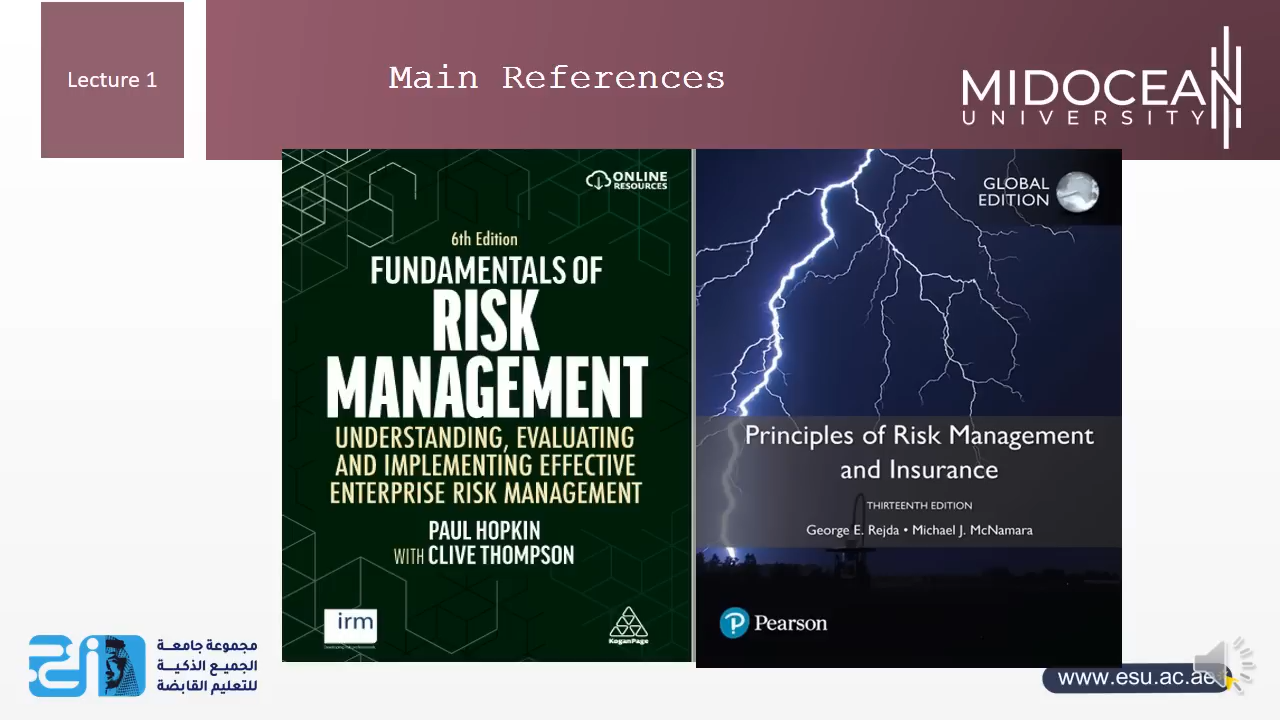 Lecture 1
Main References
MIDOCEAN
UNIVERSITY
ONLINE
RESOURCES
6th Edition
FUNDAMENTALS OF
RISK
MANAGEMENT
UNDERSTANDING, EVALUATING
AND IMPLEMENTING EFFECTIVE
ENTERPRISE RISK MANAGEMENT
PAUL HOPKIN
WITH CLIVE THOMPSON
irm
KoganPage
GLOBAL
EDITION
Principles of Risk Management
and Insurance
THIRTEENTH EDITION
George E. Rejda • Michael J. McNamara
Pearson
مجموعة جامعة
الجميع الذكية
للتعليم القابضة
www.esu.ac.ae